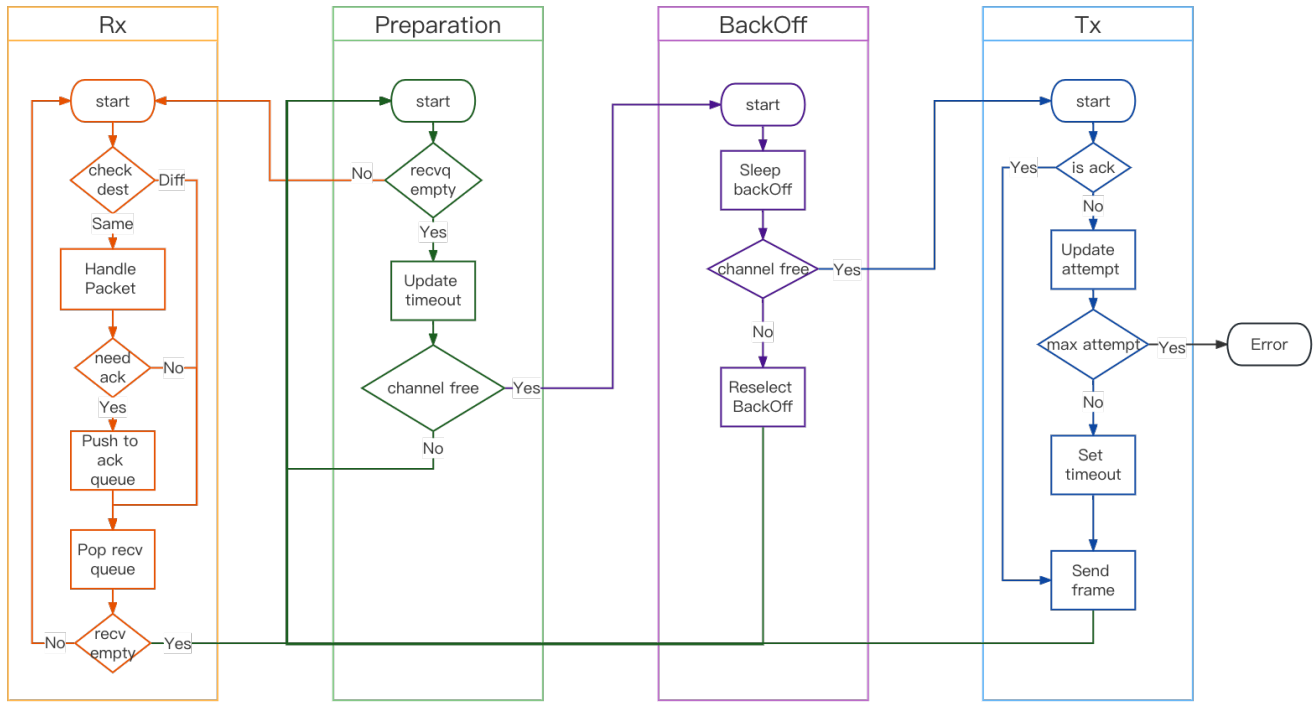 Rx
start
check
dest
Diff
Same
Handle
Packet
need
ack
No
Yes
Push to
ack
queue
Pop recv
queue
recv
empty
No
Yes
Preparation
start
recvq
empty
No
Yes
Update
timeout
channel free
Yes
No
BackOff
start
Sleep
backOff
channel free
Yes
No
Reselect
BackOff
Tx
start
is ack
Yes
No
Update
attempt
max attempt
Yes
Error
No
Set
timeout
Send
frame